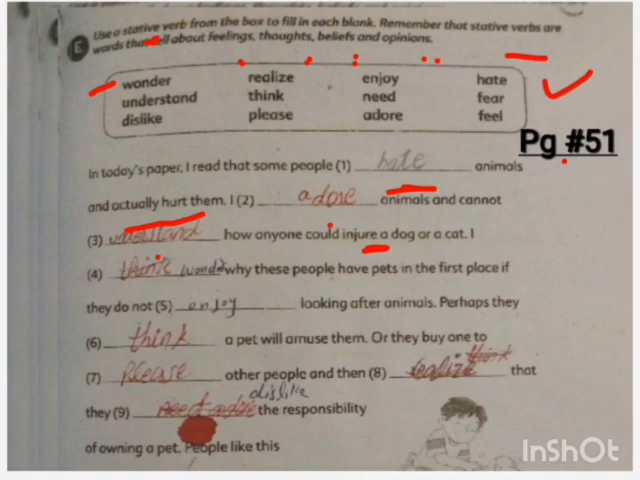 E Use a stative verb from the box to fill in each blank. Remember that stative verbs are
words that tell about feelings, thoughts, beliefs and opinions.
wonder realize enjoy hate
understand think need fear
dislike please adore feel
Pg #51
In today's paper, I read that some people (1) hate animals
and actually hurt them. I (2) adore animals and cannot
(3) understand how anyone could injure a dog or a cat. I
(4) think wonder why these people have pets in the first place if
they do not (5) enjoy looking after animals. Perhaps they
(6) think a pet will amuse them. Or they buy one to
(7) please other people and then (8) realize think that
dislike
they (9) need adore the responsibility
of owning a pet. People like this
InShOt